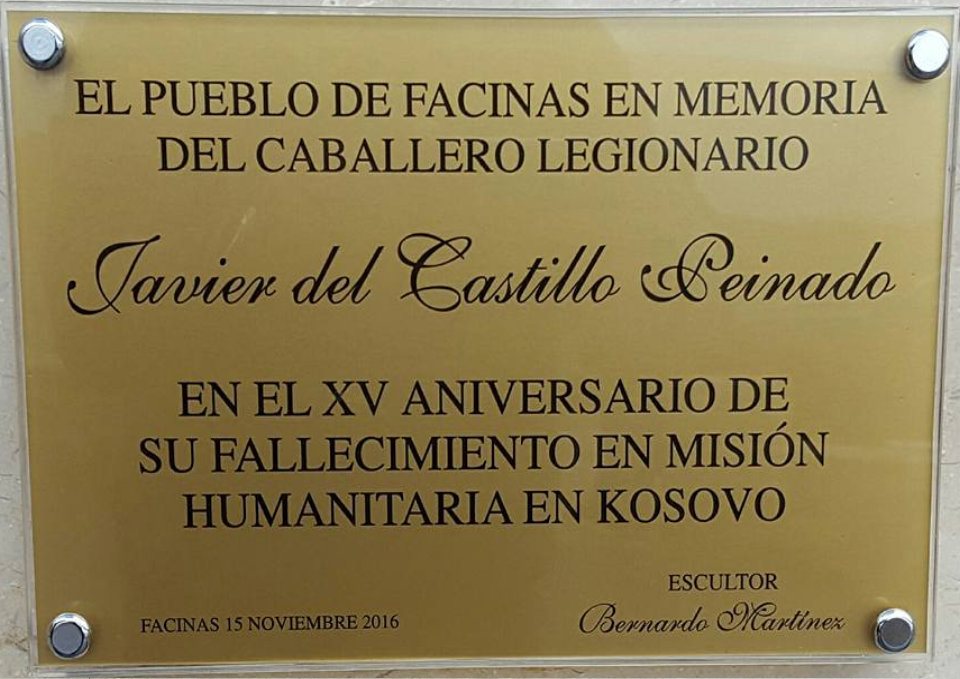 EL PUEBLO DE FACINAS EN MEMORIA
DEL CABALLERO LEGIONARIO
Javier del Castillo Peinado
EN EL XV ANIVERSARIO DE
SU FALLECIMIENTO EN MISIÓN
HUMANITARIA EN KOSOVO
ESCULTOR
FACINAS 15 NOVIEMBRE 2016
Bernardo Martínez